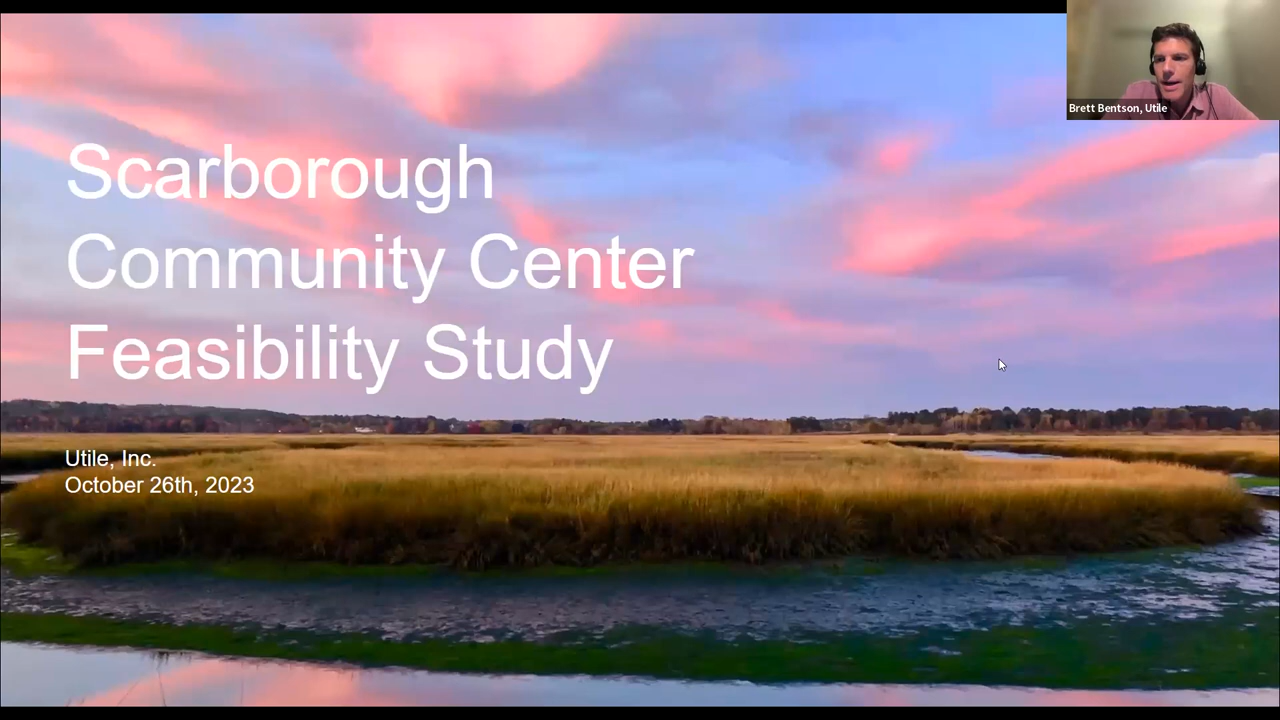 Brett Bentson, Utile
Scarborough
Community Center
Feasibility Study
Utile, Inc.
October 26th, 2023